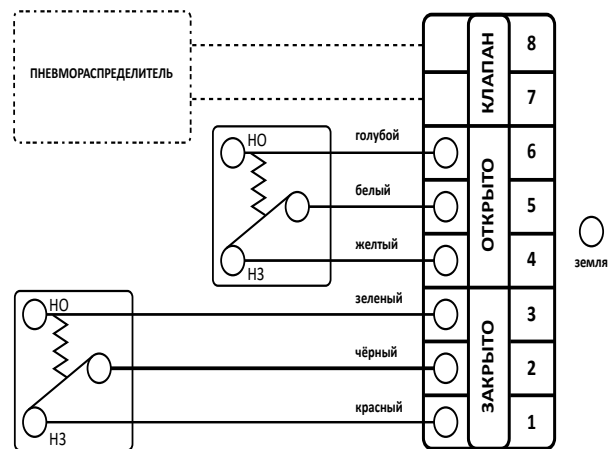 ПНЕВМОРАСПРЕДЕЛИТЕЛЬ
КЛАПАН
8
7
НО
голубой
6
белый
5
ОТКРЫТО
желтый
4
НЗ
земля
НО
зеленый
3
чёрный
2
ЗАКРЫТО
красный
1
НЗ